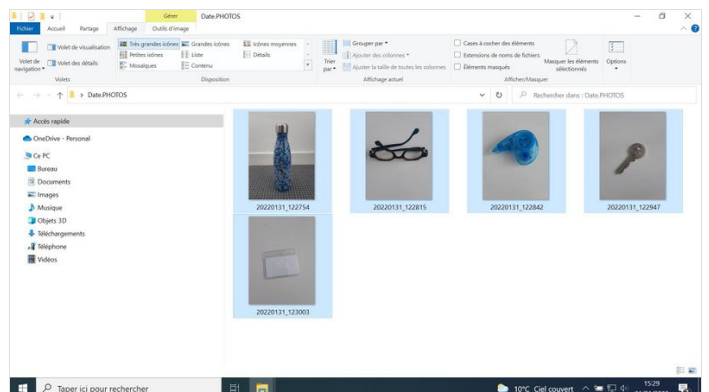 Gérer Date.PHOTOS
Fichier Accueil Partage Affichage Outils d'image
Volet de navigation
Volet de visualisation
Volet des détails
Volets
Très grandes icônes Grandes icônes Icônes moyennes
Petites icônes Liste Détails
Mosaïques Contenu
Disposition
Trier par
Grouper par
Ajouter des colonnes
Ajuster la taille de toutes les colonnes
Affichage actuel
Cases à cocher des éléments
Extensions de noms de fichiers
Éléments masqués
Masquer les éléments sélectionnés
Options
Afficher/Masquer
Date.PHOTOS
Rechercher dans : Date.PHOTOS
Accès rapide
OneDrive - Personal
Ce PC
Bureau
Documents
Images
Musique
Objets 3D
Téléchargements
Téléphone
Vidéos
20220131_122754
20220131_122815
20220131_122842
20220131_122947
20220131_123003
Taper ici pour rechercher
10°C Ciel couvert
15:29